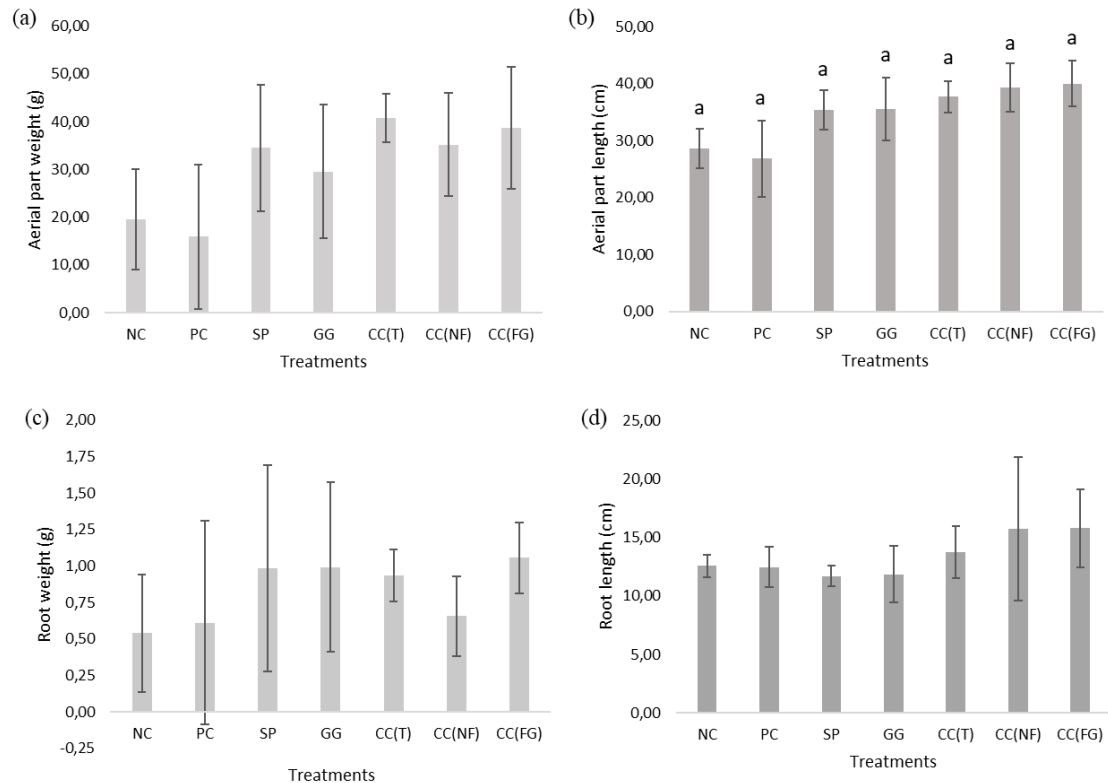 (a)
Aerial part weight (g)
60,00
50,00
40,00
30,00
20,00
10,00
0,00
NC PC SP GG CC(T) CC(NF) CC(FG)
Treatments
(b)
Aerial part length (cm)
50,00
40,00
30,00
20,00
10,00
0,00
a a a a a a a
NC PC SP GG CC(T) CC(NF) CC(FG)
Treatments
(c)
Root weight (g)
2,00
1,75
1,50
1,25
1,00
0,75
0,50
0,25
0,00
-0,25
NC PC SP GG CC(T) CC(NF) CC(FG)
Treatments
(d)
Root length (cm)
25,00
20,00
15,00
10,00
5,00
0,00
NC PC SP GG CC(T) CC(NF) CC(FG)
Treatments